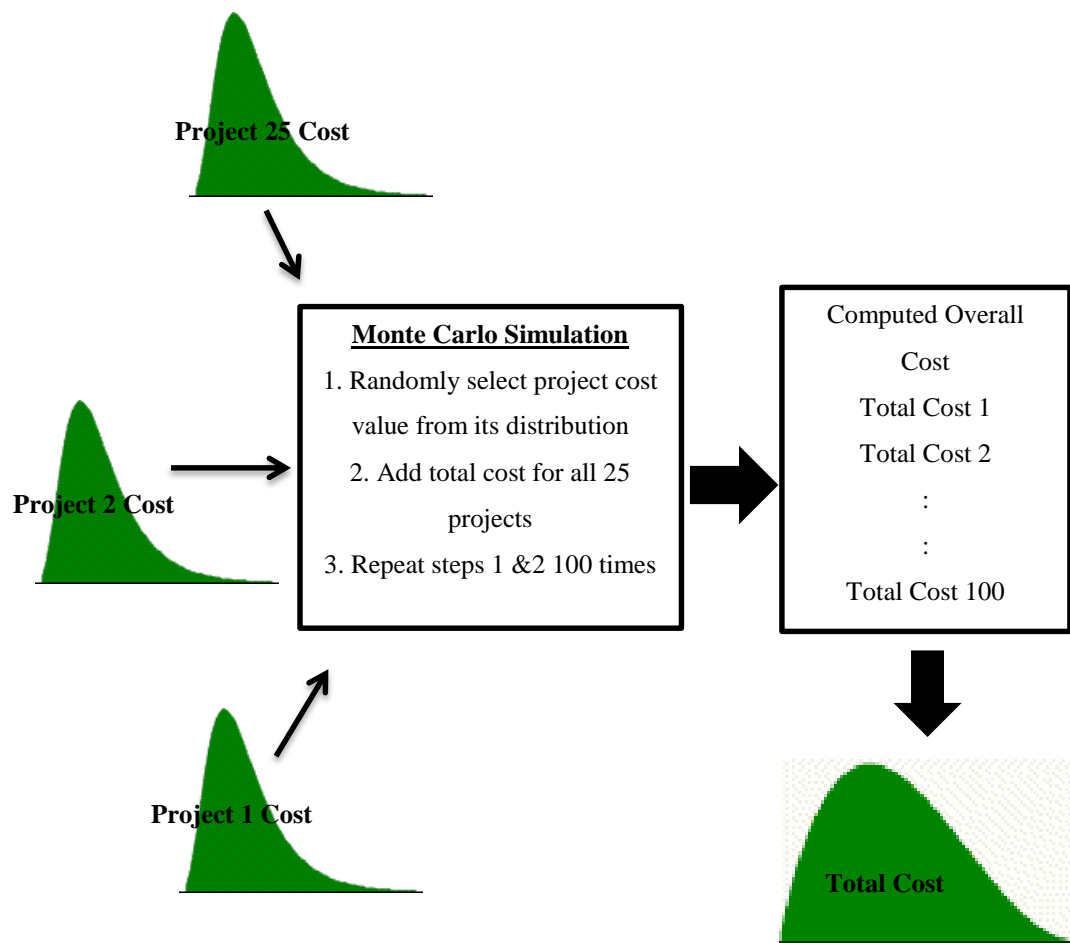 Project 25 Cost
Project 2 Cost
Project 1 Cost
Monte Carlo Simulation
1. Randomly select project cost
value from its distribution
2. Add total cost for all 25
projects
3. Repeat steps 1 &2 100 times
Computed Overall
Cost
Total Cost 1
Total Cost 2
:
:
Total Cost 100
Total Cost